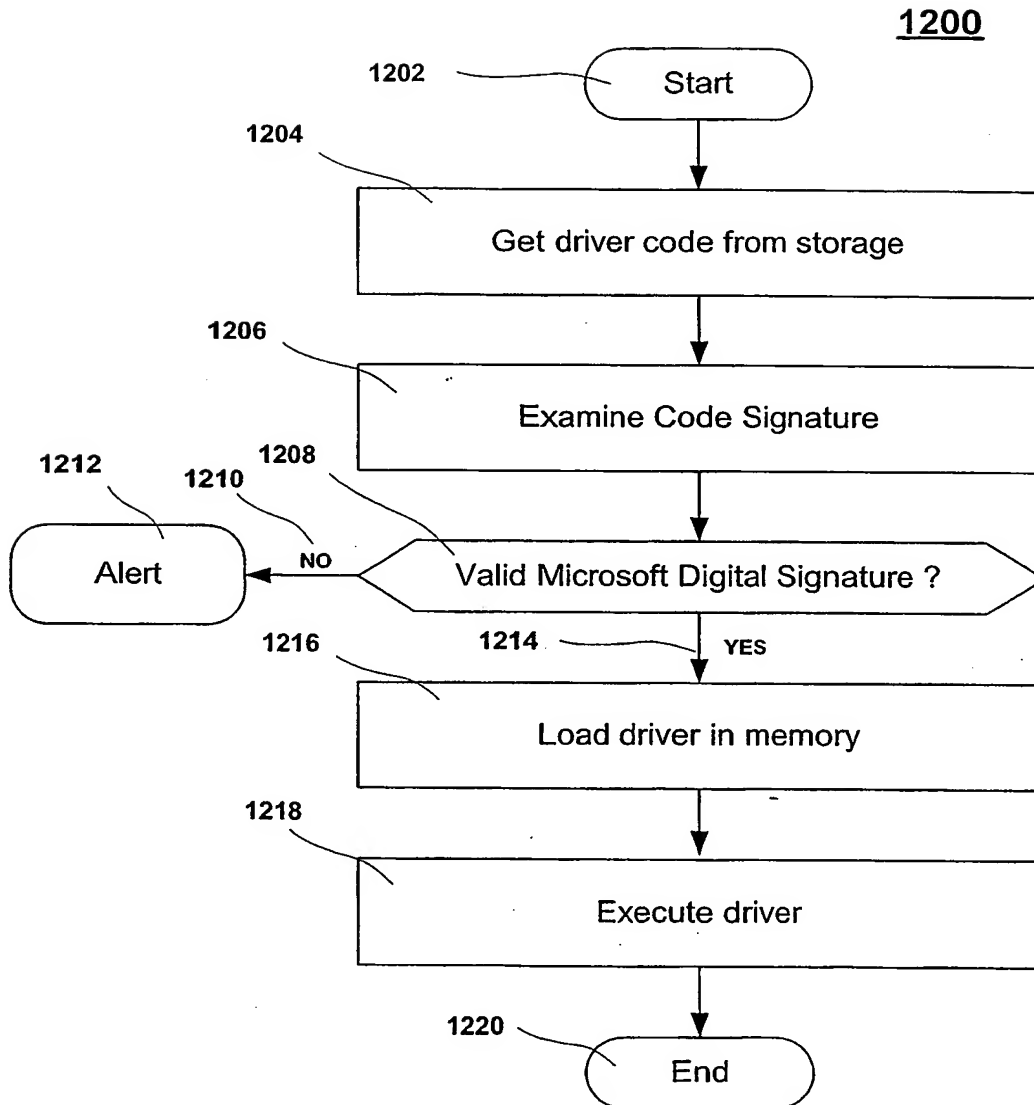 1200
1202
Start
1204
Get driver code from storage
1206
Examine Code Signature
1208
1210
1212
Alert
NO
Valid Microsoft Digital Signature ?
1214
YES
1216
Load driver in memory
1218
Execute driver
1220
End